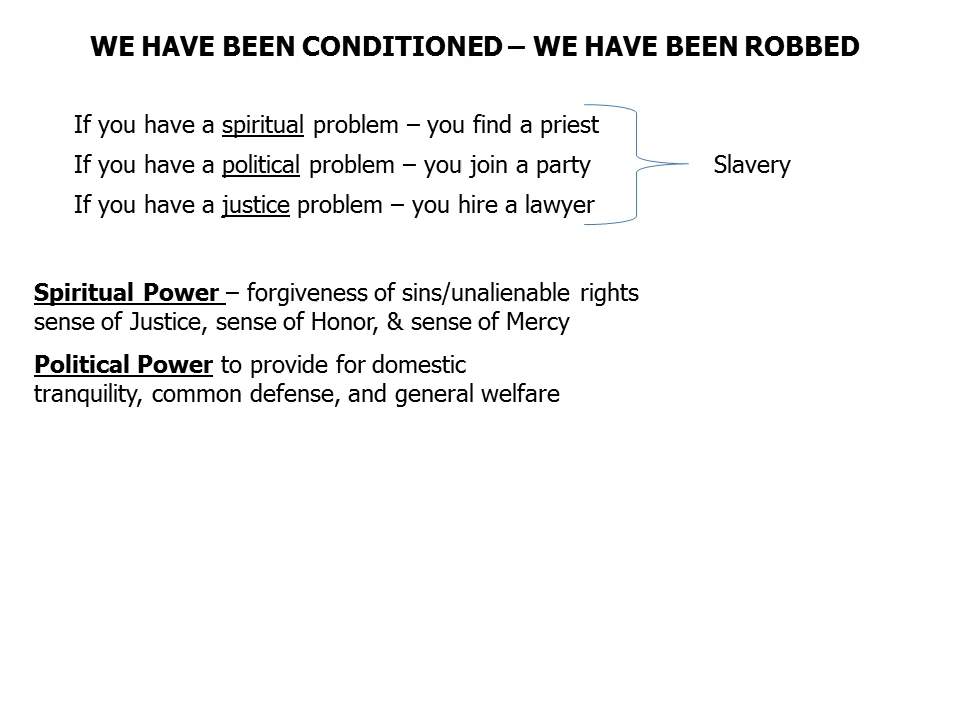 WE HAVE BEEN CONDITIONED – WE HAVE BEEN ROBBED
If you have a spiritual problem – you find a priest
If you have a political problem – you join a party
If you have a justice problem – you hire a lawyer
Slavery
Spiritual Power – forgiveness of sins/unalienable rights
sense of Justice, sense of Honor, & sense of Mercy
Political Power to provide for domestic
tranquility, common defense, and general welfare